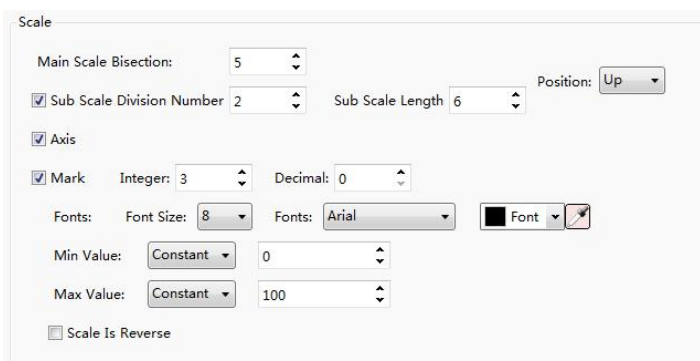 Scale
Main Scale Bisection: 5
Position: Up
Sub Scale Division Number 2 Sub Scale Length 6
Axis
Mark Integer: 3 Decimal: 0
Fonts: Font Size: 8 Fonts: Arial Font
Min Value: Constant 0
Max Value: Constant 100
Scale Is Reverse